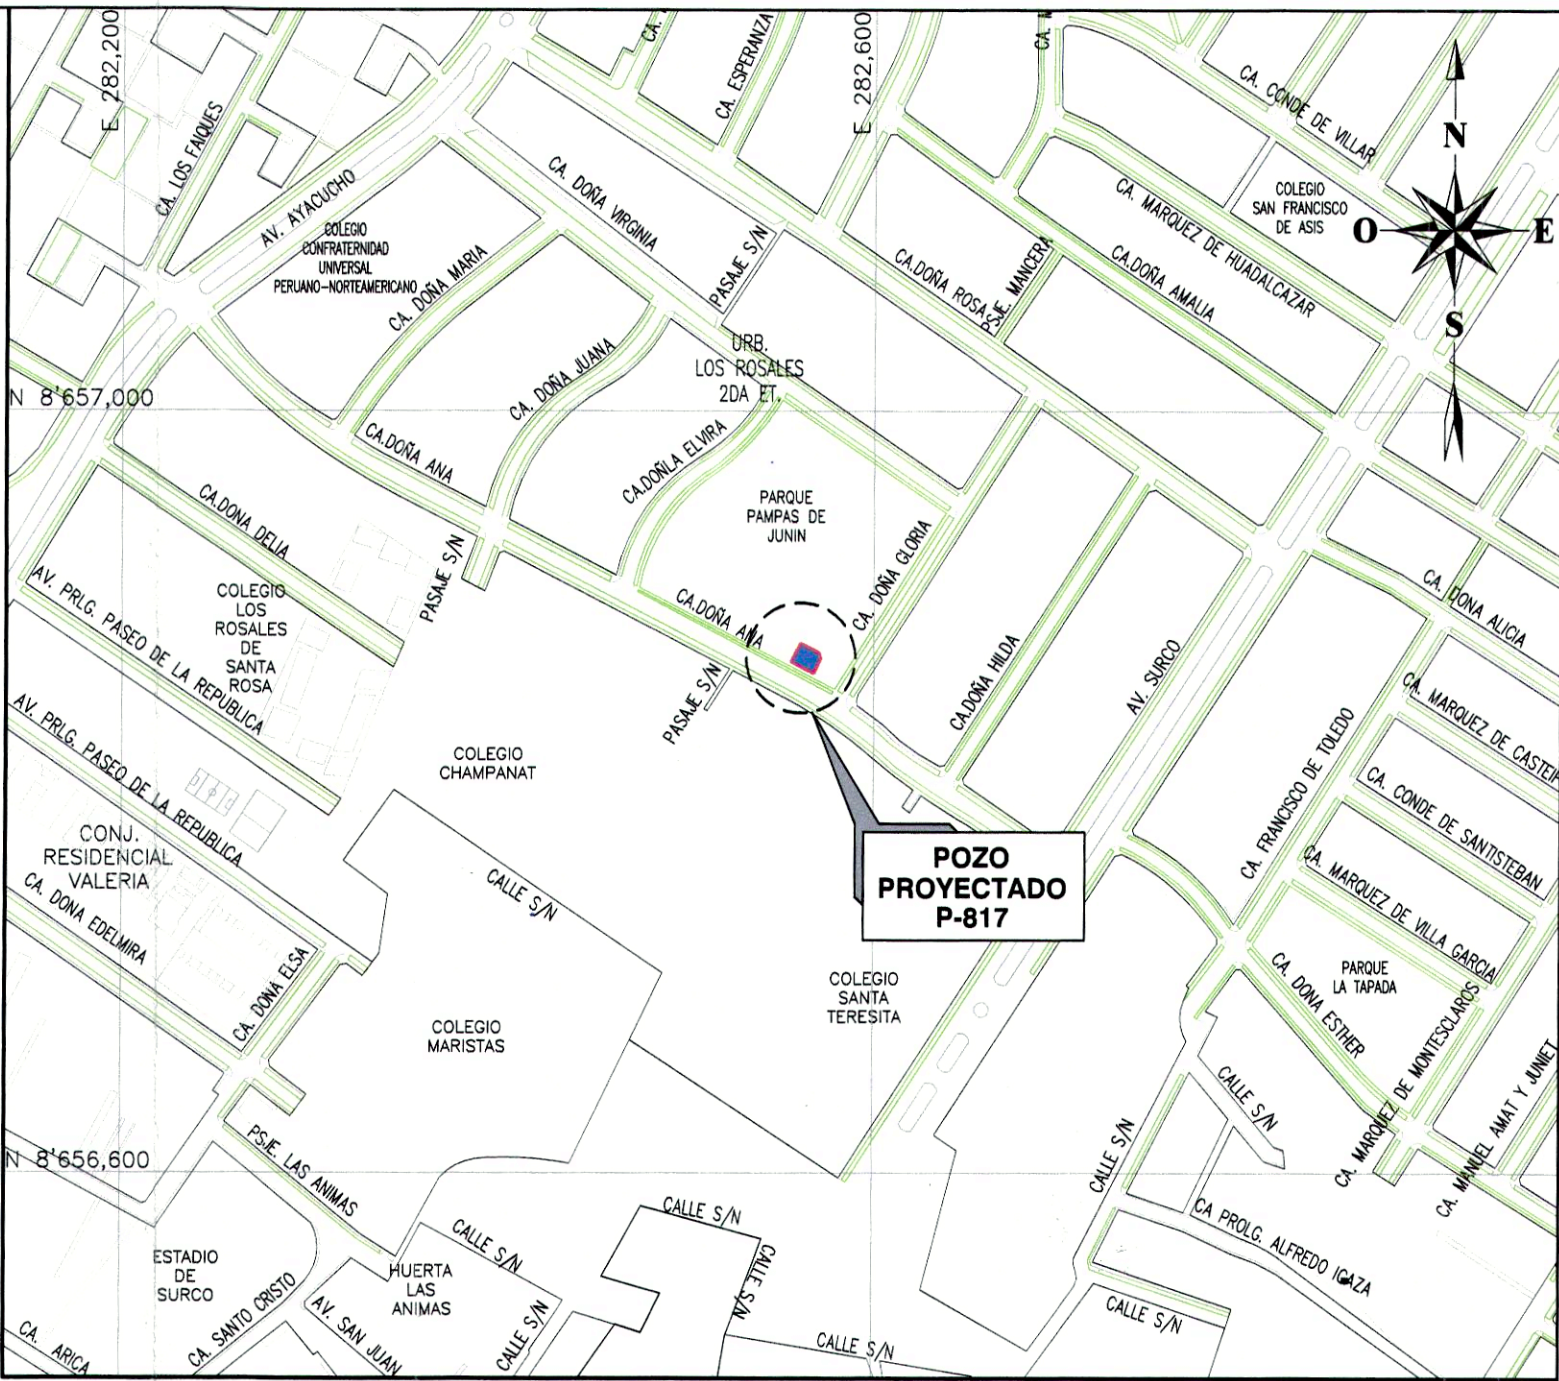 E 282,200
E 282,600
CA. ESPERANZA
CA. CONDE DE VILLAR
N
CA. LOS FAIQUES
AV. AYACUCHO
CA. DOÑA VIRGINIA
CA. MARQUEZ DE HUADALCAZAR
COLEGIO
SAN FRANCISCO
DE ASIS
O
E
COLEGIO
CONFRATERNIDAD
UNIVERSAL
PERUANO-NORTEAMERICANO
CA. DOÑA MARIA
PASAJE S/N
CA.DOÑA ROSA
PSJE. MANCERA
CA.DOÑA AMALIA
S
URB.
LOS ROSALES
2DA ET.
CA. DOÑA JUANA
N 8'657,000
CA.DOÑA ANA
CA.DOÑLA ELVIRA
CA.DONA DELIA
PARQUE
PAMPAS DE
JUNIN
CA. DOÑA GLORIA
PASAJE S/N
AV. PRLG. PASEO DE LA REPUBLICA
COLEGIO
LOS
ROSALES
DE
SANTA
ROSA
CA.DOÑA ANA
CA. DONA ALICIA
PASAJE S/N
CA.DOÑA HILDA
AV. SURCO
CA. FRANCISCO DE TOLEDO
CA. MARQUEZ DE CASTEIF
AV. PRLG. PASEO DE LA REPUBLICA
COLEGIO
CHAMPANAT
CA. CONDE DE SANTISTEBAN
CONJ.
RESIDENCIAL
VALERIA
POZO
PROYECTADO
P-817
CA. MARQUEZ DE VILLA GARCIA
CA. DONA EDELMIRA
CALLE S/N
CA. DONA ELSA
COLEGIO
SANTA
TERESITA
CA. DONA ESTHER
PARQUE
LA TAPADA
COLEGIO
MARISTAS
CA. MARQUEZ DE MONTESCLAROS
CA. MANUEL AMAT Y JUNIET
CALLE S/N
CALLE S/N
N 8'656,600
PSJE. LAS ANIMAS
CALLE S/N
CALLE S/N
CALLE S/N
CA PROLG. ALFREDO IGAZA
ESTADIO
DE
SURCO
HUERTA
LAS
ANIMAS
CA. SANTO CRISTO
AV. SAN JUAN
CALLE S/N
CALLE S/N
CALLE S/N
CA. ARICA